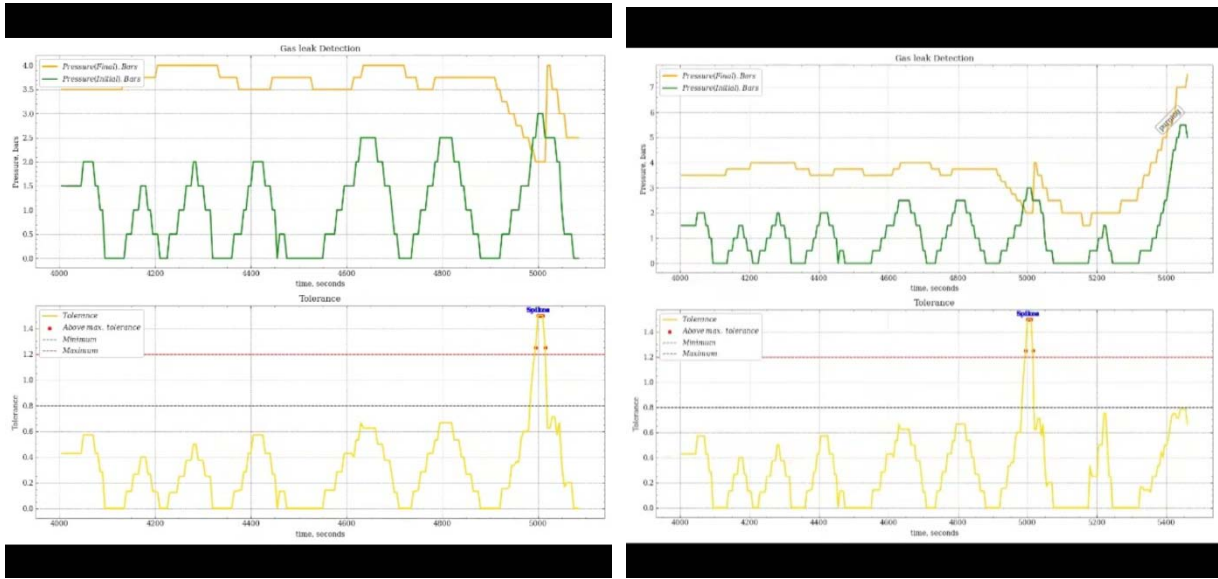 Gas leak Detection
Pressure(Final).Bars
Pressure(Initial).Bars
Pressure, bars
4.0
3.5
3.0
2.5
2.0
1.5
1.0
0.5
0.0
4000
4200
4400
4600
4800
5000
time, seconds
Tolerance
Spikes
Tolerance
Above max. tolerance
Minimum
Maximum
Tolerance
1.4
1.2
1.0
0.8
0.6
0.4
0.2
0.0
4000
4200
4400
4600
4800
5000
time, seconds
Gas leak Detection
Pressure(Final).Bars
Pressure(Initial).Bars
Pressure, bars
7
6
5
4
3
2
1
0
4000
4200
4400
4600
4800
5000
5200
5400
time, seconds
Tolerance
Spikes
Tolerance
Above max. tolerance
Minimum
Maximum
Tolerance
1.4
1.2
1.0
0.8
0.6
0.4
0.2
0.0
4000
4200
4400
4600
4800
5000
5200
5400
time, seconds